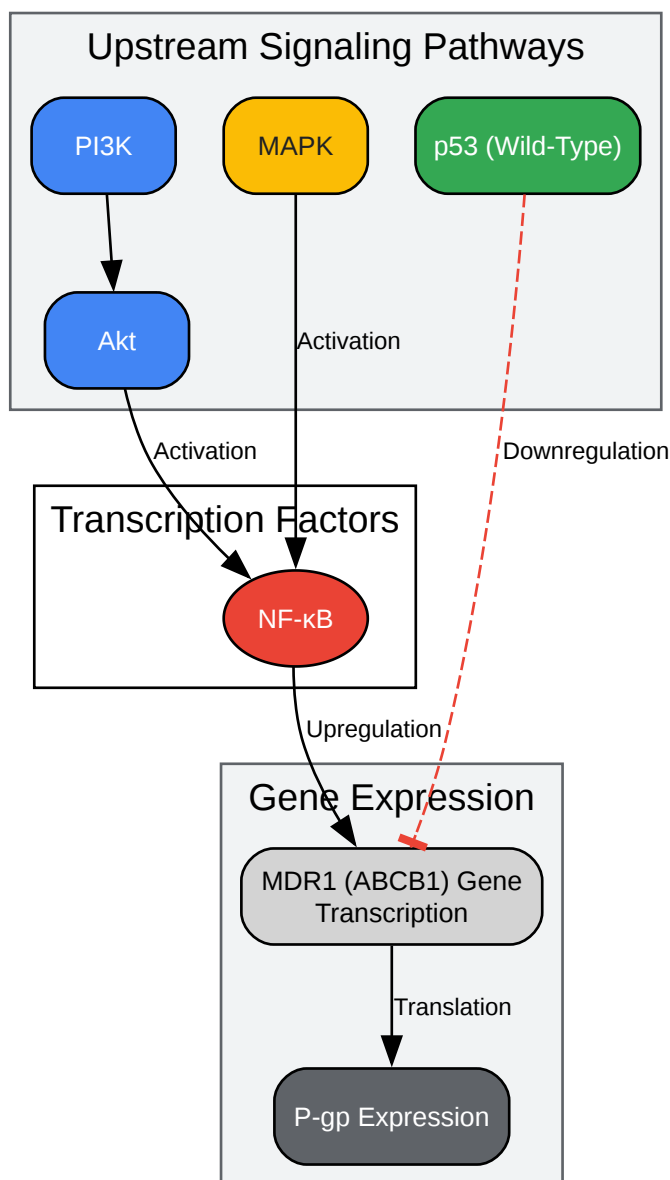 Upstream Signaling Pathways
PI3K
MAPK
p53 (Wild-Type)
Akt
Activation
Activation
Downregulation
Transcription Factors
NF-κB
Upregulation
Gene Expression
MDR1 (ABCB1) Gene
Transcription
Translation
P-gp Expression